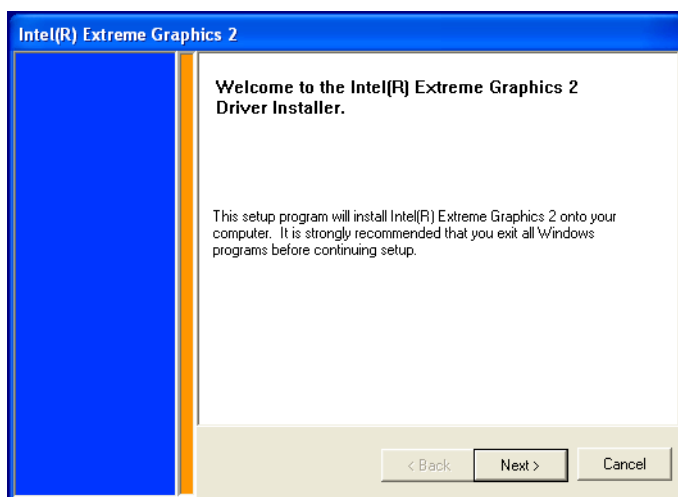 Intel(R) Extreme Graphics 2
Welcome to the Intel(R) Extreme Graphics 2
Driver Installer.
This setup program will install Intel(R) Extreme Graphics 2 onto your
computer. It is strongly recommended that you exit all Windows
programs before continuing setup.
< Back Next > Cancel